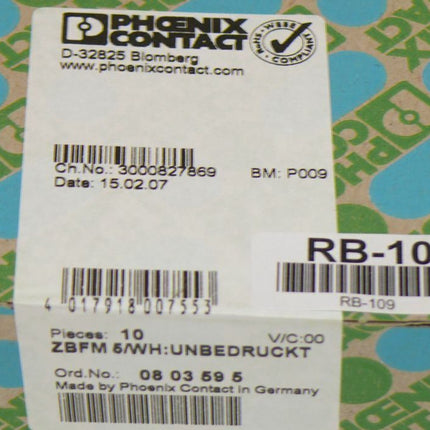 PHOENIX
CONTACT
WEEE
RoHS
COMPLIANT
D-32825 Blomberg
www.phoenixcontact.com
Ch.No.: 3000827869 BM: P009
Date: 15.02.07
RB-10
RB-109
4 017918 007553
Pieces: 10 V/C:00
ZBFM 5/WH:UNBEDRUCKT
Ord.No.: 08 03 59 5
Made by Phoenix Contact in Germany
PHOENIX
CONTACT